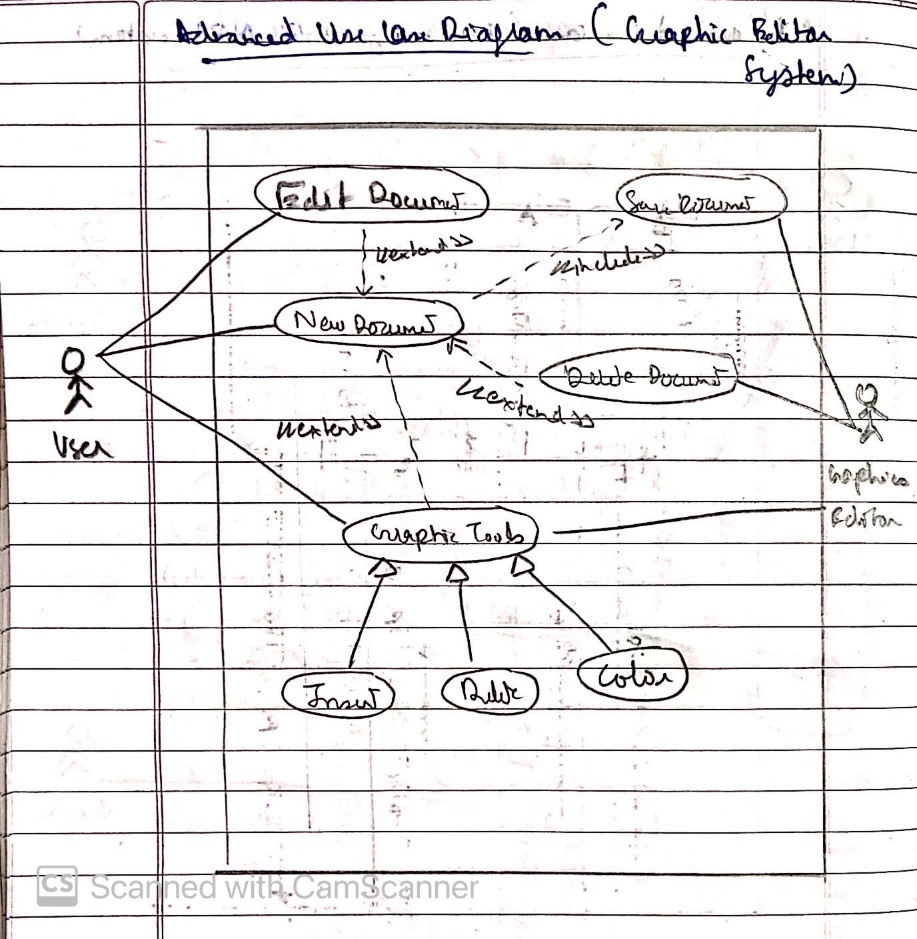 Advanced Use Case Diagram ( Graphic Editor
System)
Edit Document
Save Document
<<extend>>
<<include>>
New Document
Delete Document
<<extend>>
<<extend>>
User
Graphics
Editor
Graphic Tools
Insert
Delete
Color
CS Scanned with CamScanner